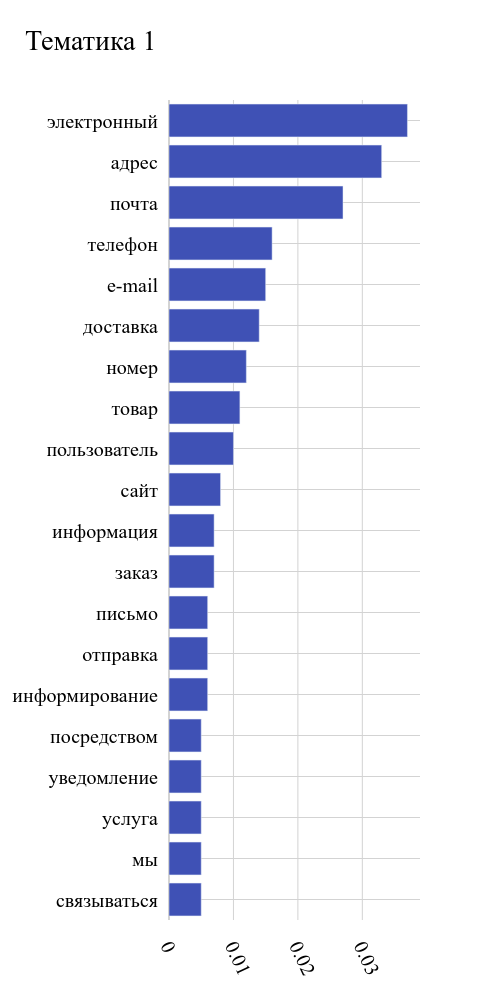 Тематика 1
электронный
адрес
почта
телефон
e-mail
доставка
номер
товар
пользователь
сайт
информация
заказ
письмо
отправка
информирование
посредством
уведомление
услуга
мы
связываться
0
0.01
0.02
0.03